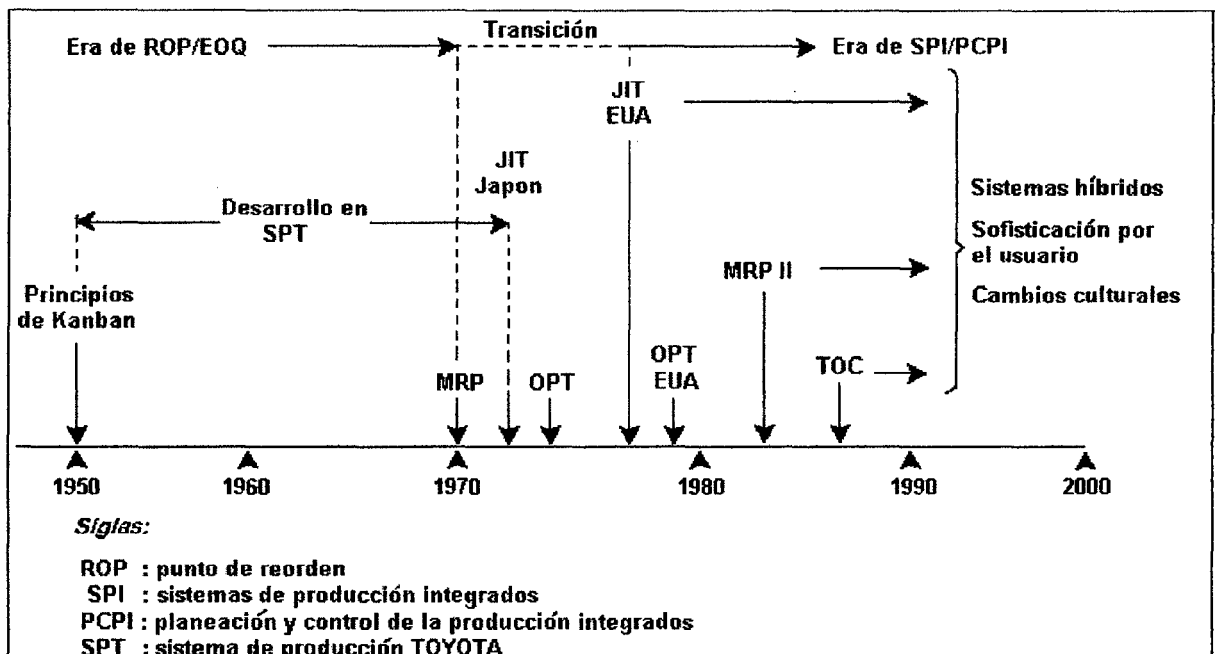 Era de ROP/EOQ
Transición
Era de SPI/PCPI
JIT
EUA
JIT
Japon
Desarrollo en
SPT
Principios
de Kanban
Sistemas híbridos
Sofisticación por
el usuario
Cambios culturales
MRP II
OPT
EUA
TOC
MRP
OPT
1950
1960
1970
1980
1990
2000
Siglas:
ROP : punto de reorden
SPI : sistemas de producción integrados
PCPI : planeación y control de la producción integrados
SPT : sistema de producción TOYOTA